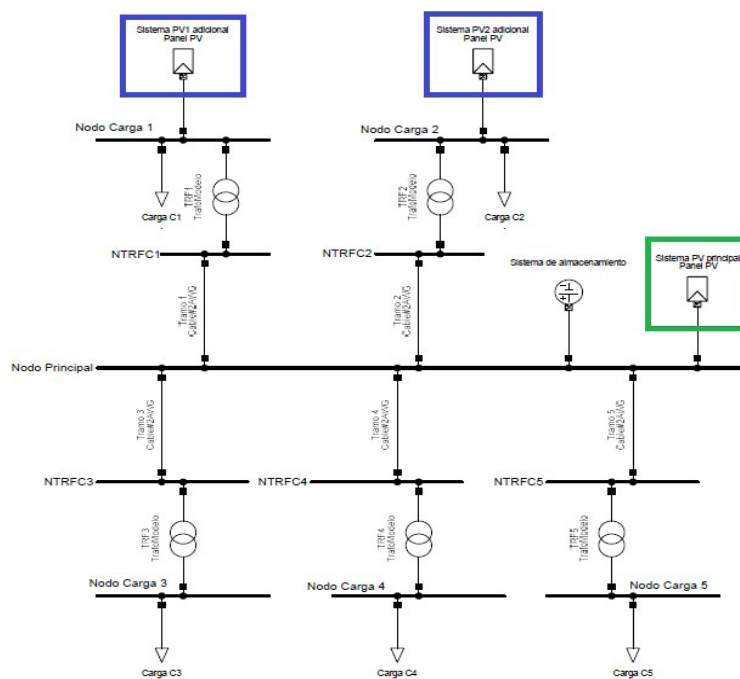 Sistema PV1 adicional
Panel PV
Sistema PV2 adicional
Panel PV
Nodo Carga 1
Nodo Carga 2
TRF1
TrafoModelo
TRF2
TrafoModelo
Carga C1
Carga C2
NTRFC1
NTRFC2
Sistema de almacenamiento
Sistema PV principal
Panel PV
Tramo 1
Cable#2AWG
Tramo 2
Cable#2AWG
Nodo Principal
Tramo 3
Cable#2AWG
Tramo 4
Cable#2AWG
Tramo 5
Cable#2AWG
NTRFC3
NTRFC4
NTRFC5
TRF3
TrafoModelo
TRF4
TrafoModelo
TRF5
TrafoModelo
Nodo Carga 3
Nodo Carga 4
Nodo Carga 5
Carga C3
Carga C4
Carga C5